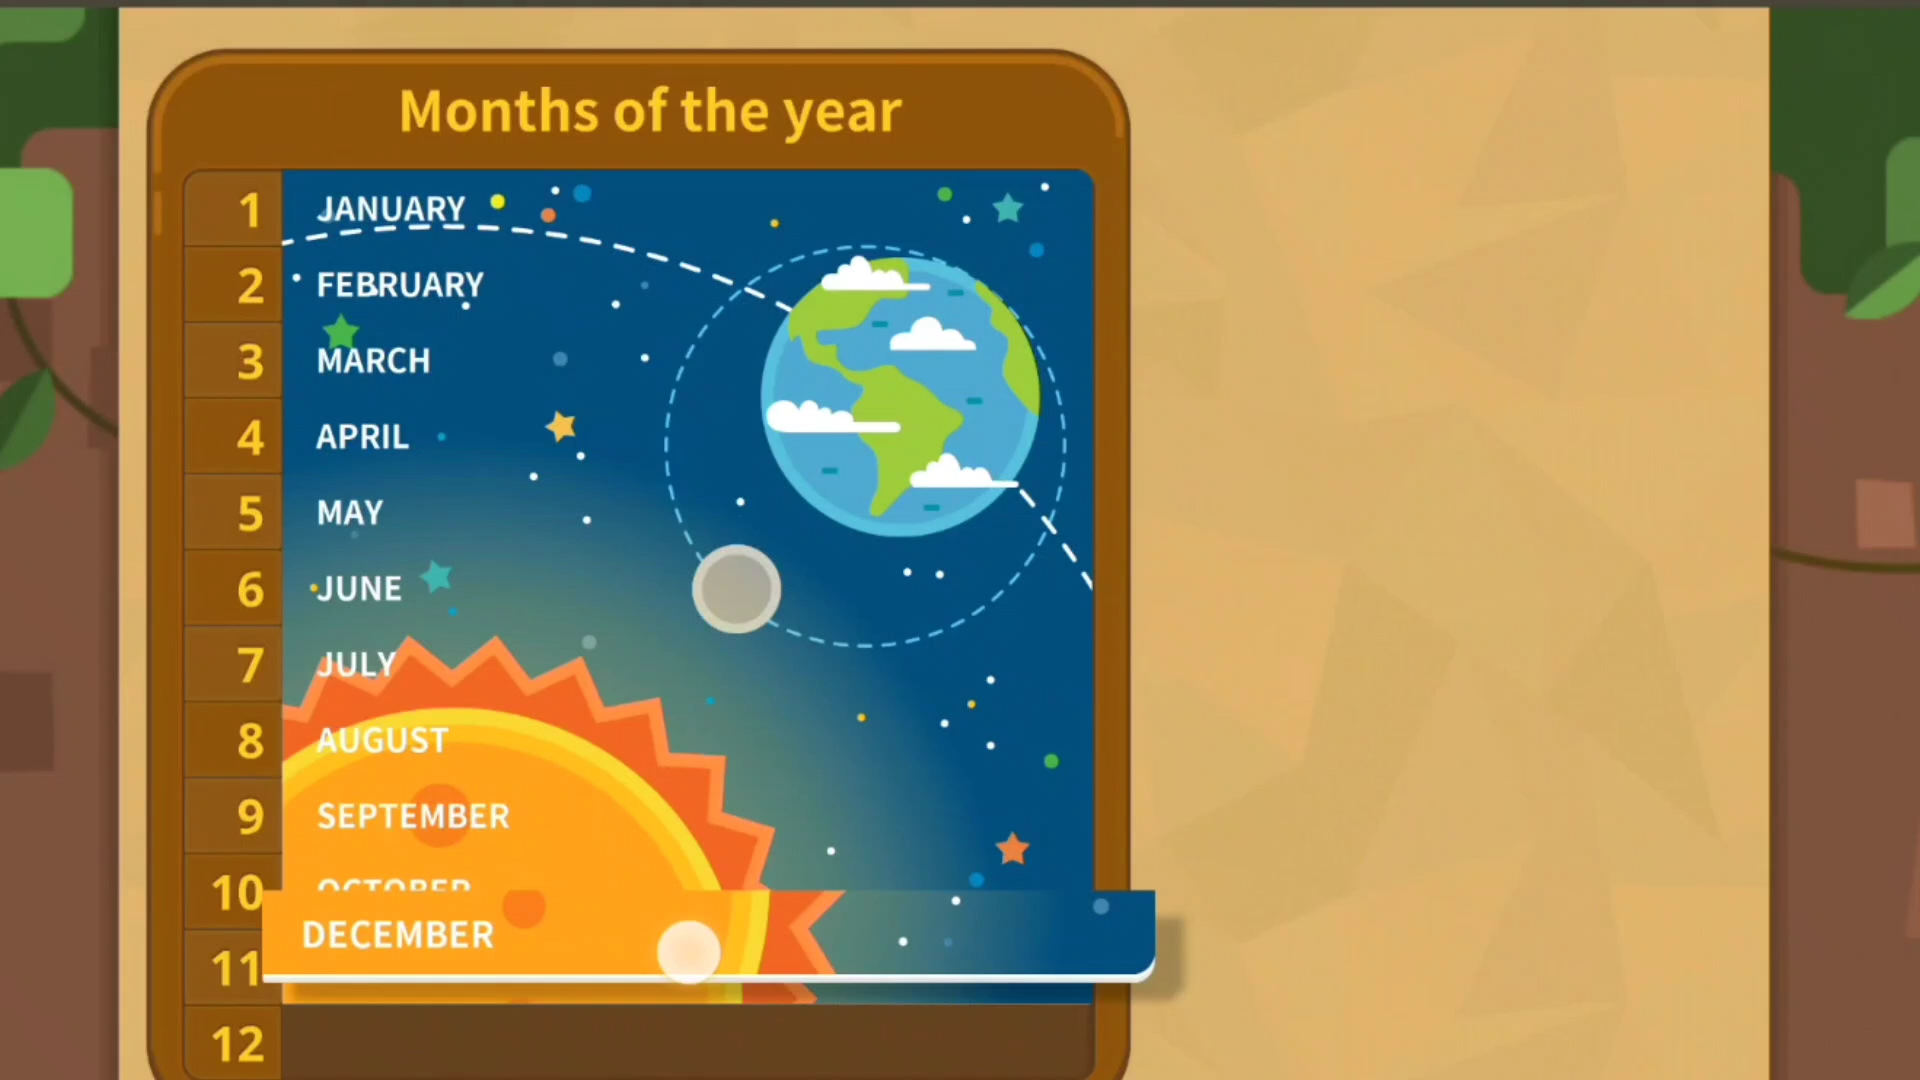 Months of the year
1 JANUARY
2 FEBRUARY
3 MARCH
4 APRIL
5 MAY
6 JUNE
7 JULY
8 AUGUST
9 SEPTEMBER
10 OCTOBER
DECEMBER
11
12